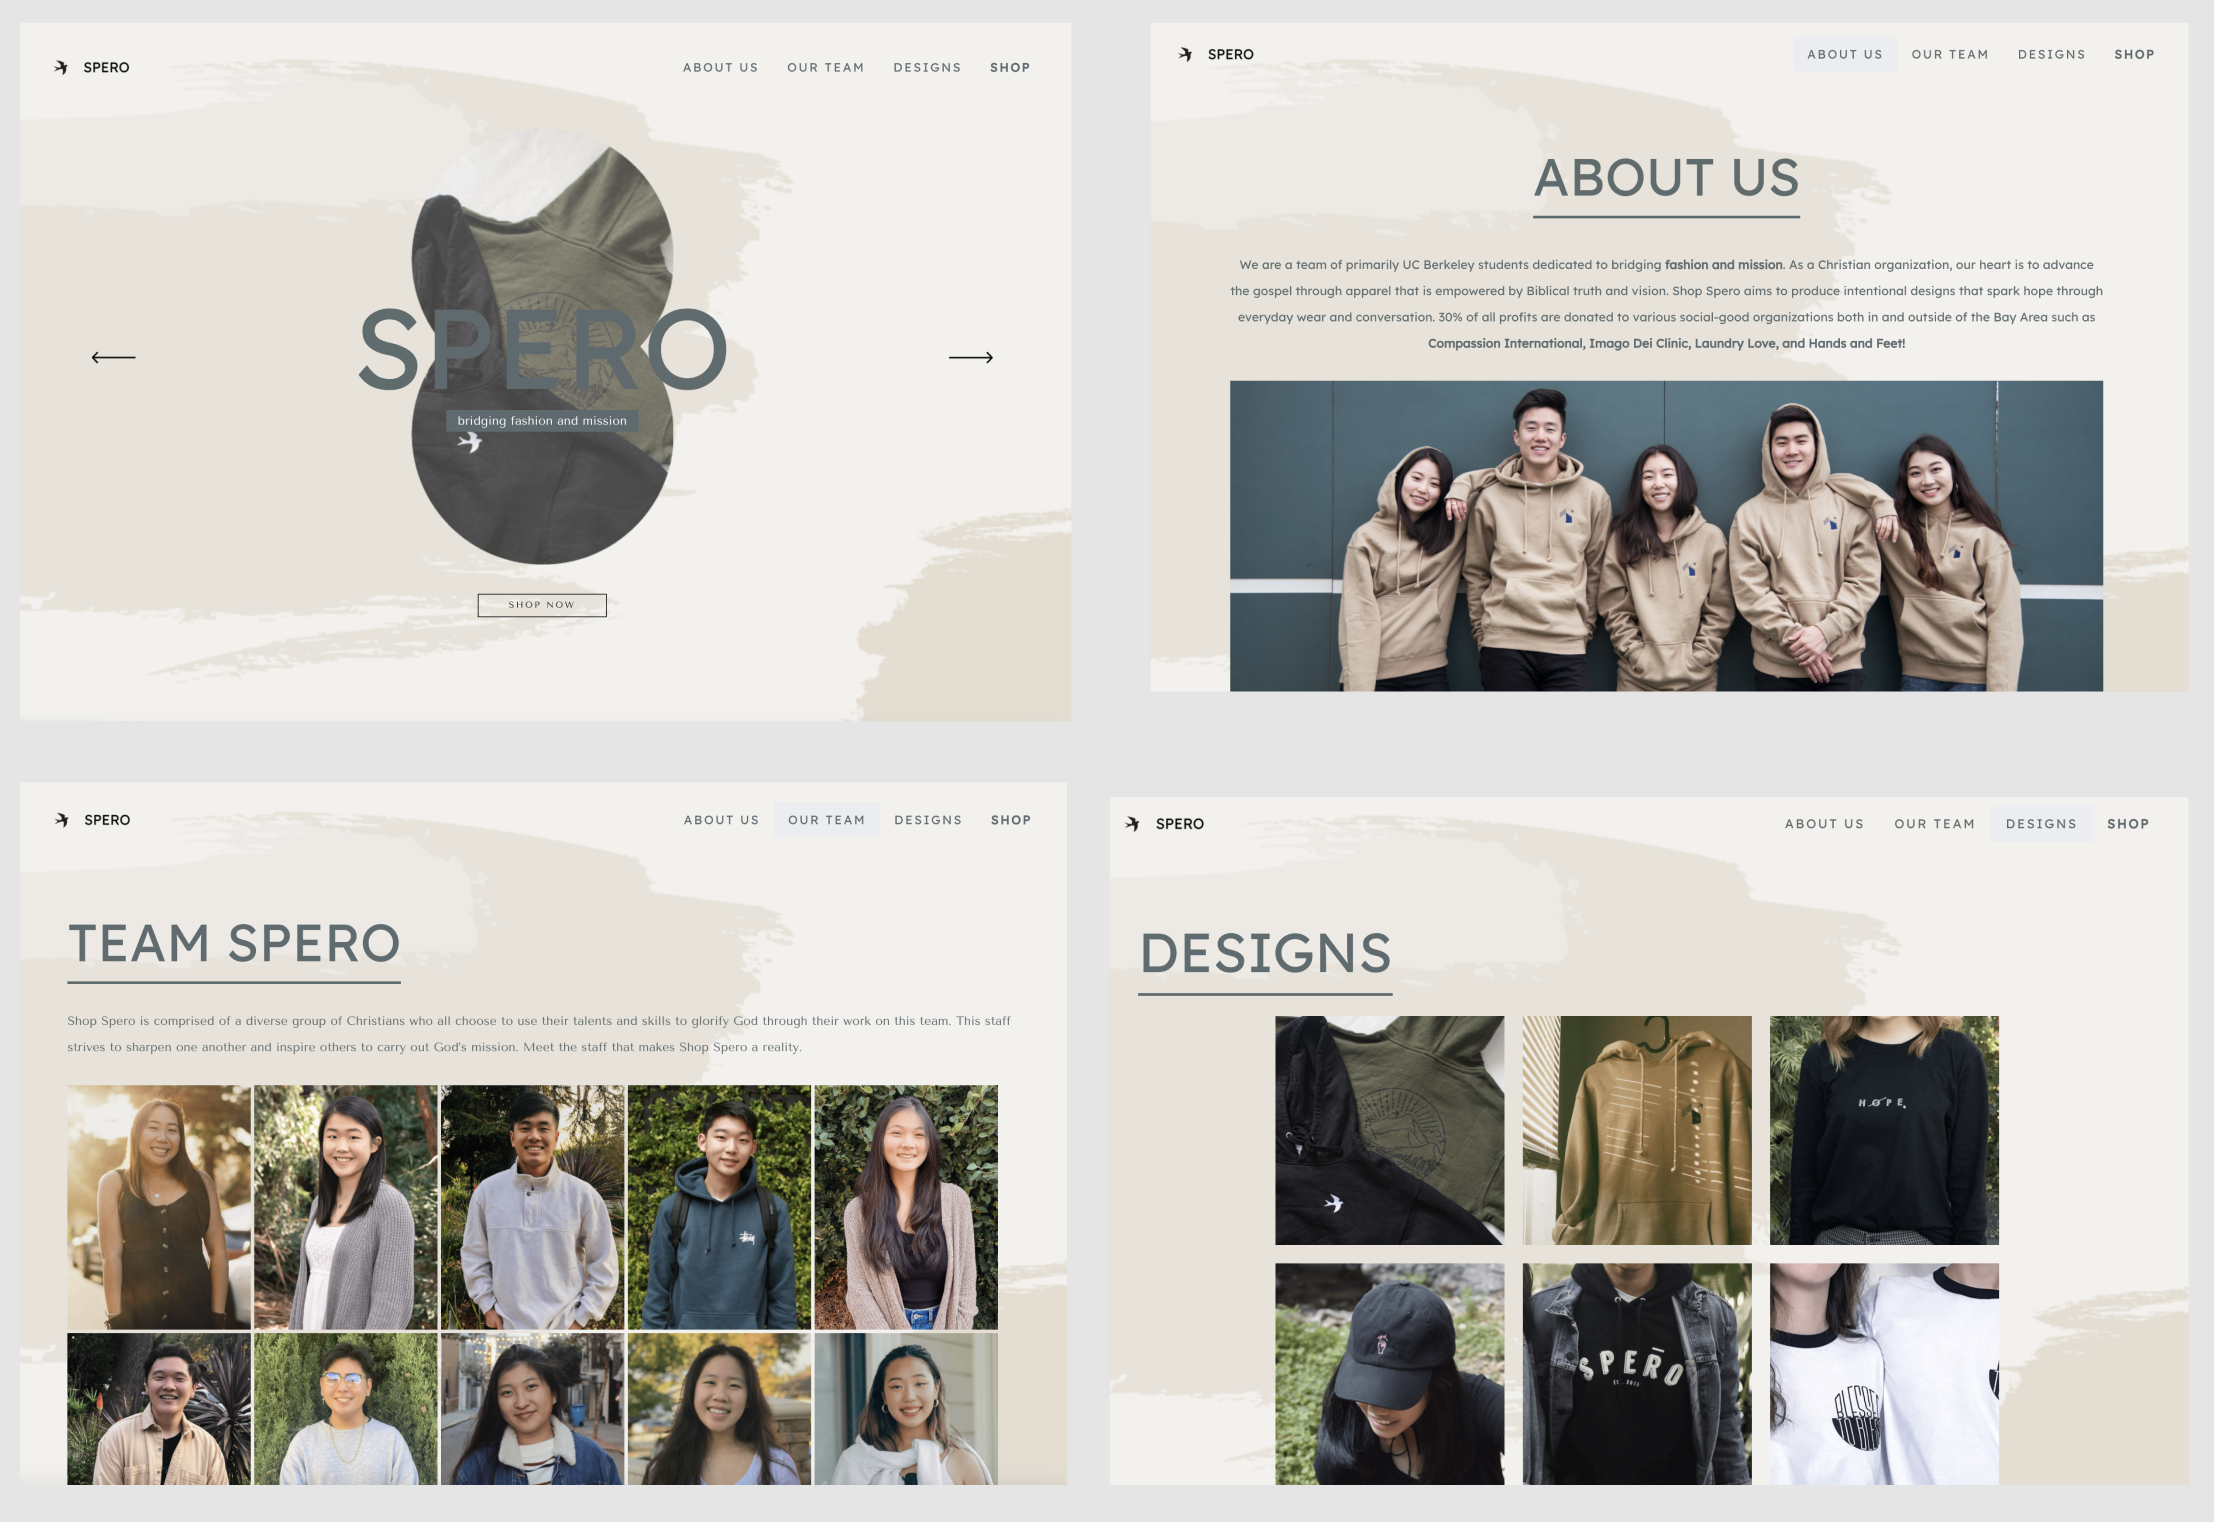 SPERO
ABOUT US OUR TEAM DESIGNS SHOP
SPERO
bridging fashion and mission
SHOP NOW
SPERO
ABOUT US OUR TEAM DESIGNS SHOP
ABOUT US
We are a team of primarily UC Berkeley students dedicated to bridging fashion and mission. As a Christian organization, our heart is to advance
the gospel through apparel that is empowered by Biblical truth and vision. Shop Spero aims to produce intentional designs that spark hope through
everyday wear and conversation. 30% of all profits are donated to various social-good organizations both in and outside of the Bay Area such as
Compassion International, Imago Dei Clinic, Laundry Love, and Hands and Feet!
SPERO
ABOUT US OUR TEAM DESIGNS SHOP
TEAM SPERO
Shop Spero is comprised of a diverse group of Christians who all choose to use their talents and skills to glorify God through their work on this team. This staff
strives to sharpen one another and inspire others to carry out God's mission. Meet the staff that makes Shop Spero a reality.
SPERO
ABOUT US OUR TEAM DESIGNS SHOP
DESIGNS
HOPE.
SPERO